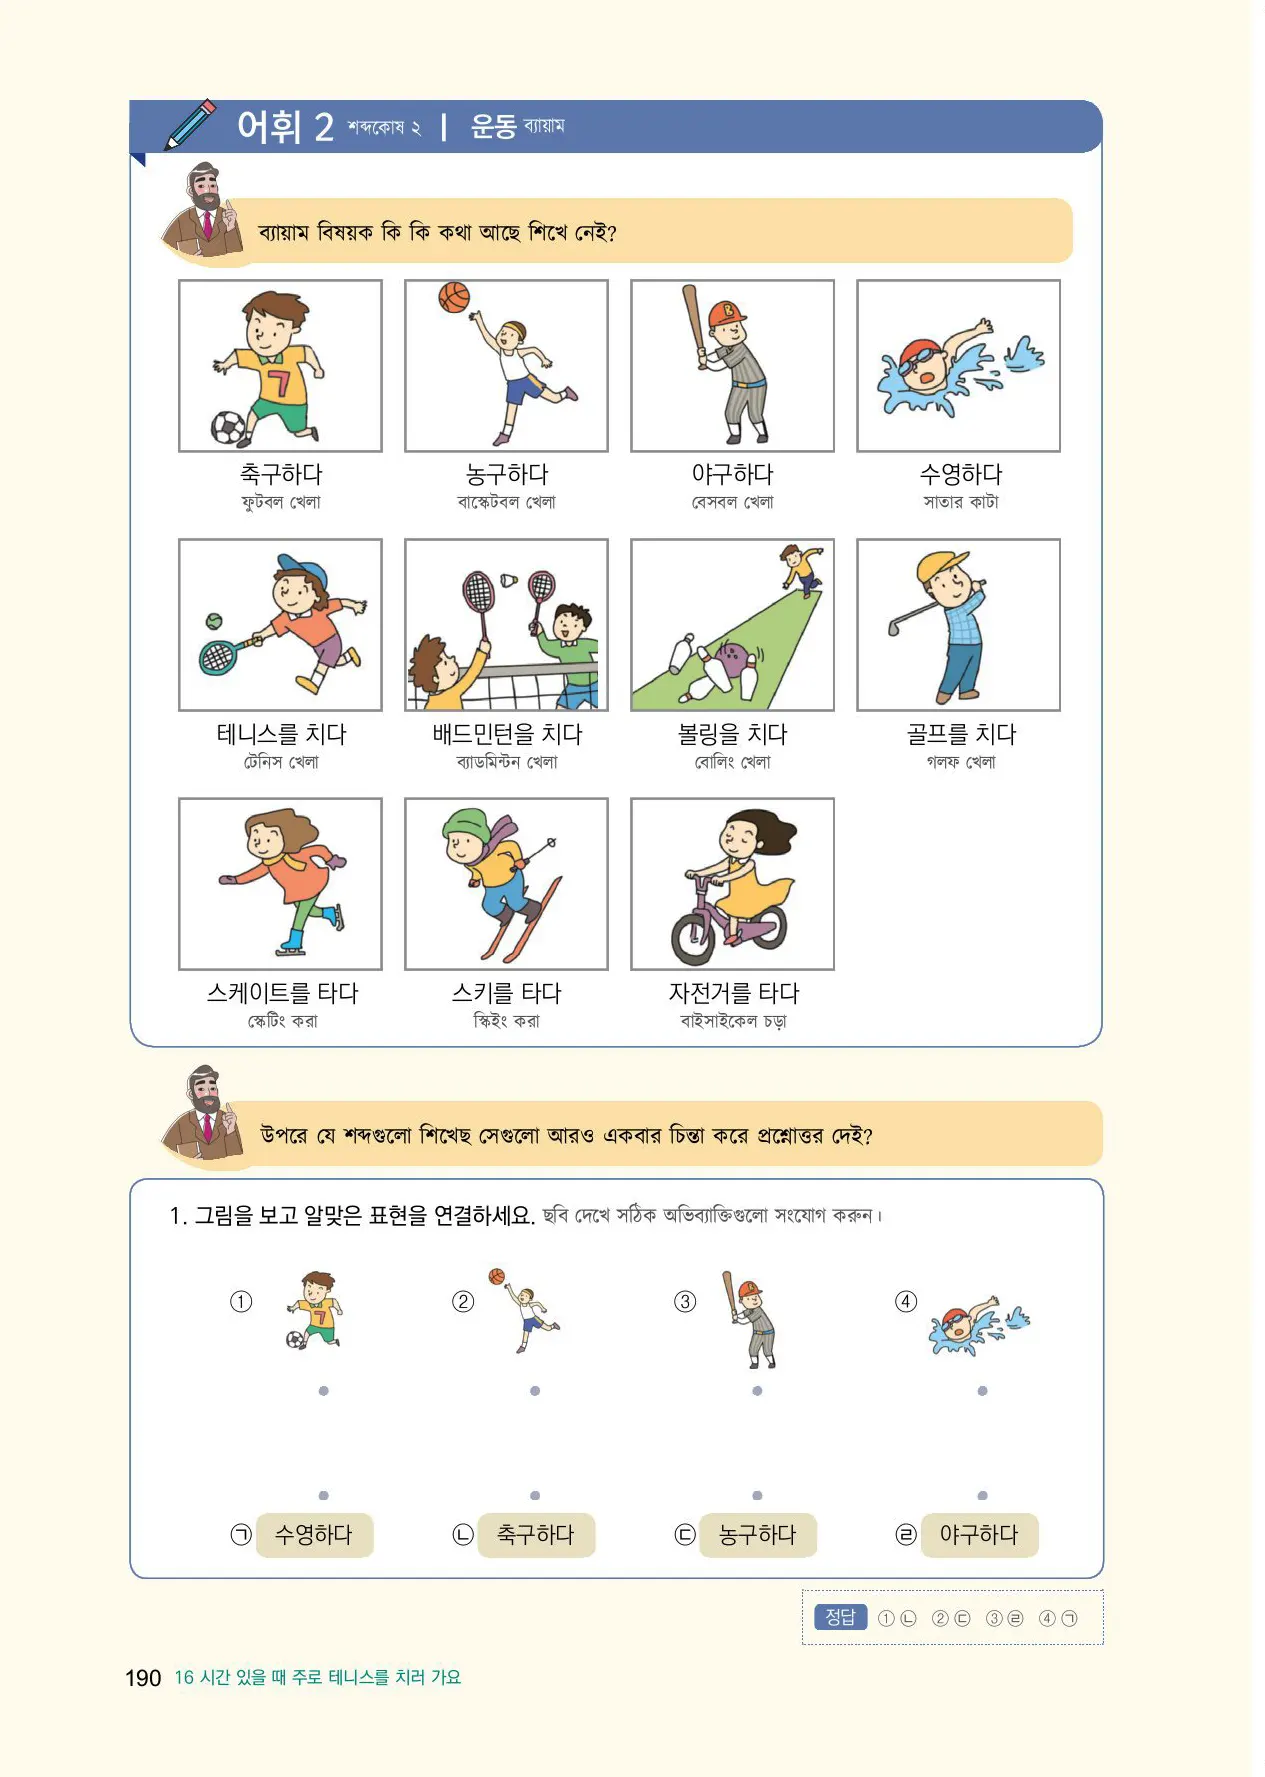 어휘 2 শব্দকোষ ২ | 운동 ব্যায়াম
ব্যায়াম বিষয়ক কি কি কথা আছে শিখে নেই?
축구하다 농구하다 야구하다 수영하다
ফুটবল খেলা বাস্কেটবল খেলা বেসবল খেলা সাতার কাটা
테니스를 치다 배드민턴을 치다 볼링을 치다 골프를 치다
টেনিস খেলা ব্যাডমিন্টন খেলা বোলিং খেলা গলফ খেলা
스케이트를 타다 스키를 타다 자전거를 타다
স্কেটিং করা স্কিইং করা বাইসাইকেল চড়া
উপরে যে শব্দগুলো শিখেছ সেগুলো আরও একবার চিন্তা করে প্রশ্নোত্তর দেই?
1. 그림을 보고 알맞은 표현을 연결하세요. ছবি দেখে সঠিক অভিব্যাক্তিগুলো সংযোগ করুন।
① ② ③ ④
㉠ 수영하다 ㉡ 축구하다 ㉢ 농구하다 ㉣ 야구하다
정답 ① ㉡ ② ㉢ ③ ㉣ ④ ㉠
190 16 시간 있을 때 주로 테니스를 치러 가요